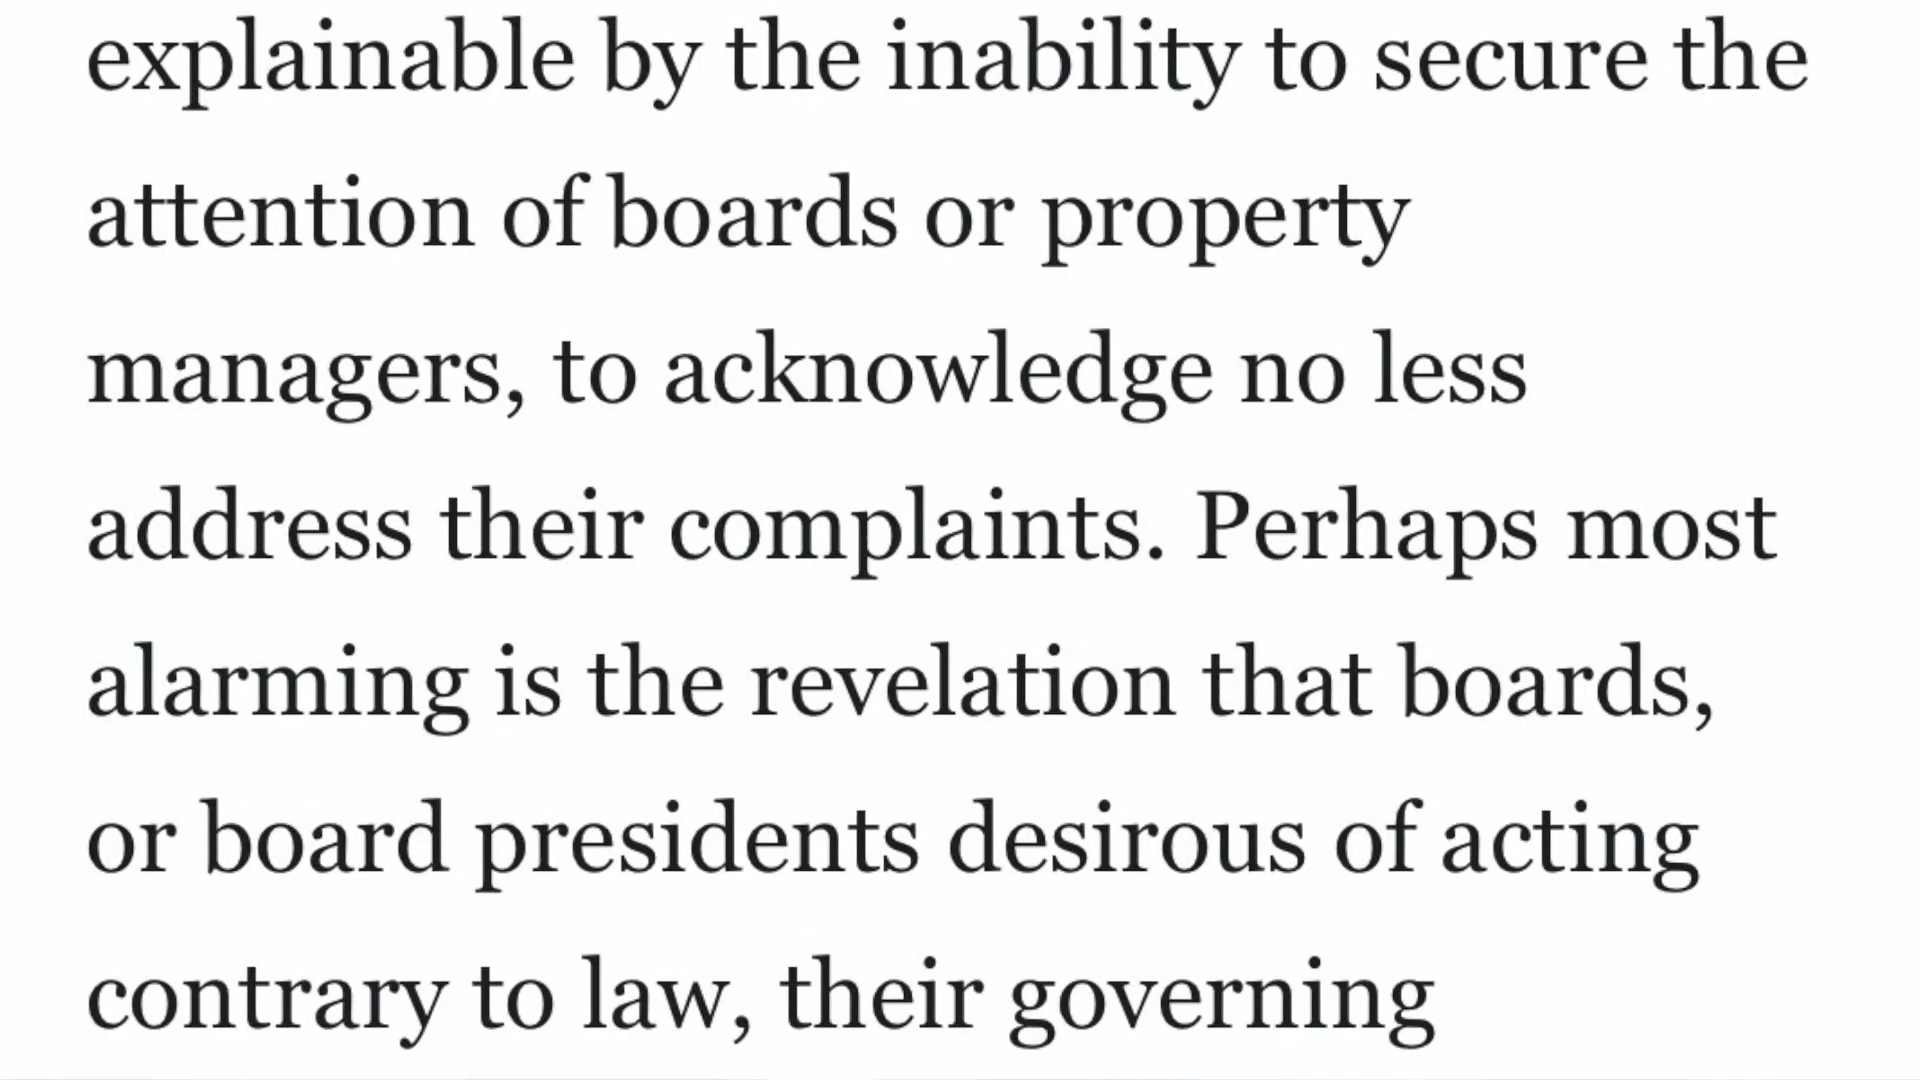 explainable by the inability to secure the
attention of boards or property
managers, to acknowledge no less
address their complaints. Perhaps most
alarming is the revelation that boards,
or board presidents desirous of acting
contrary to law, their governing